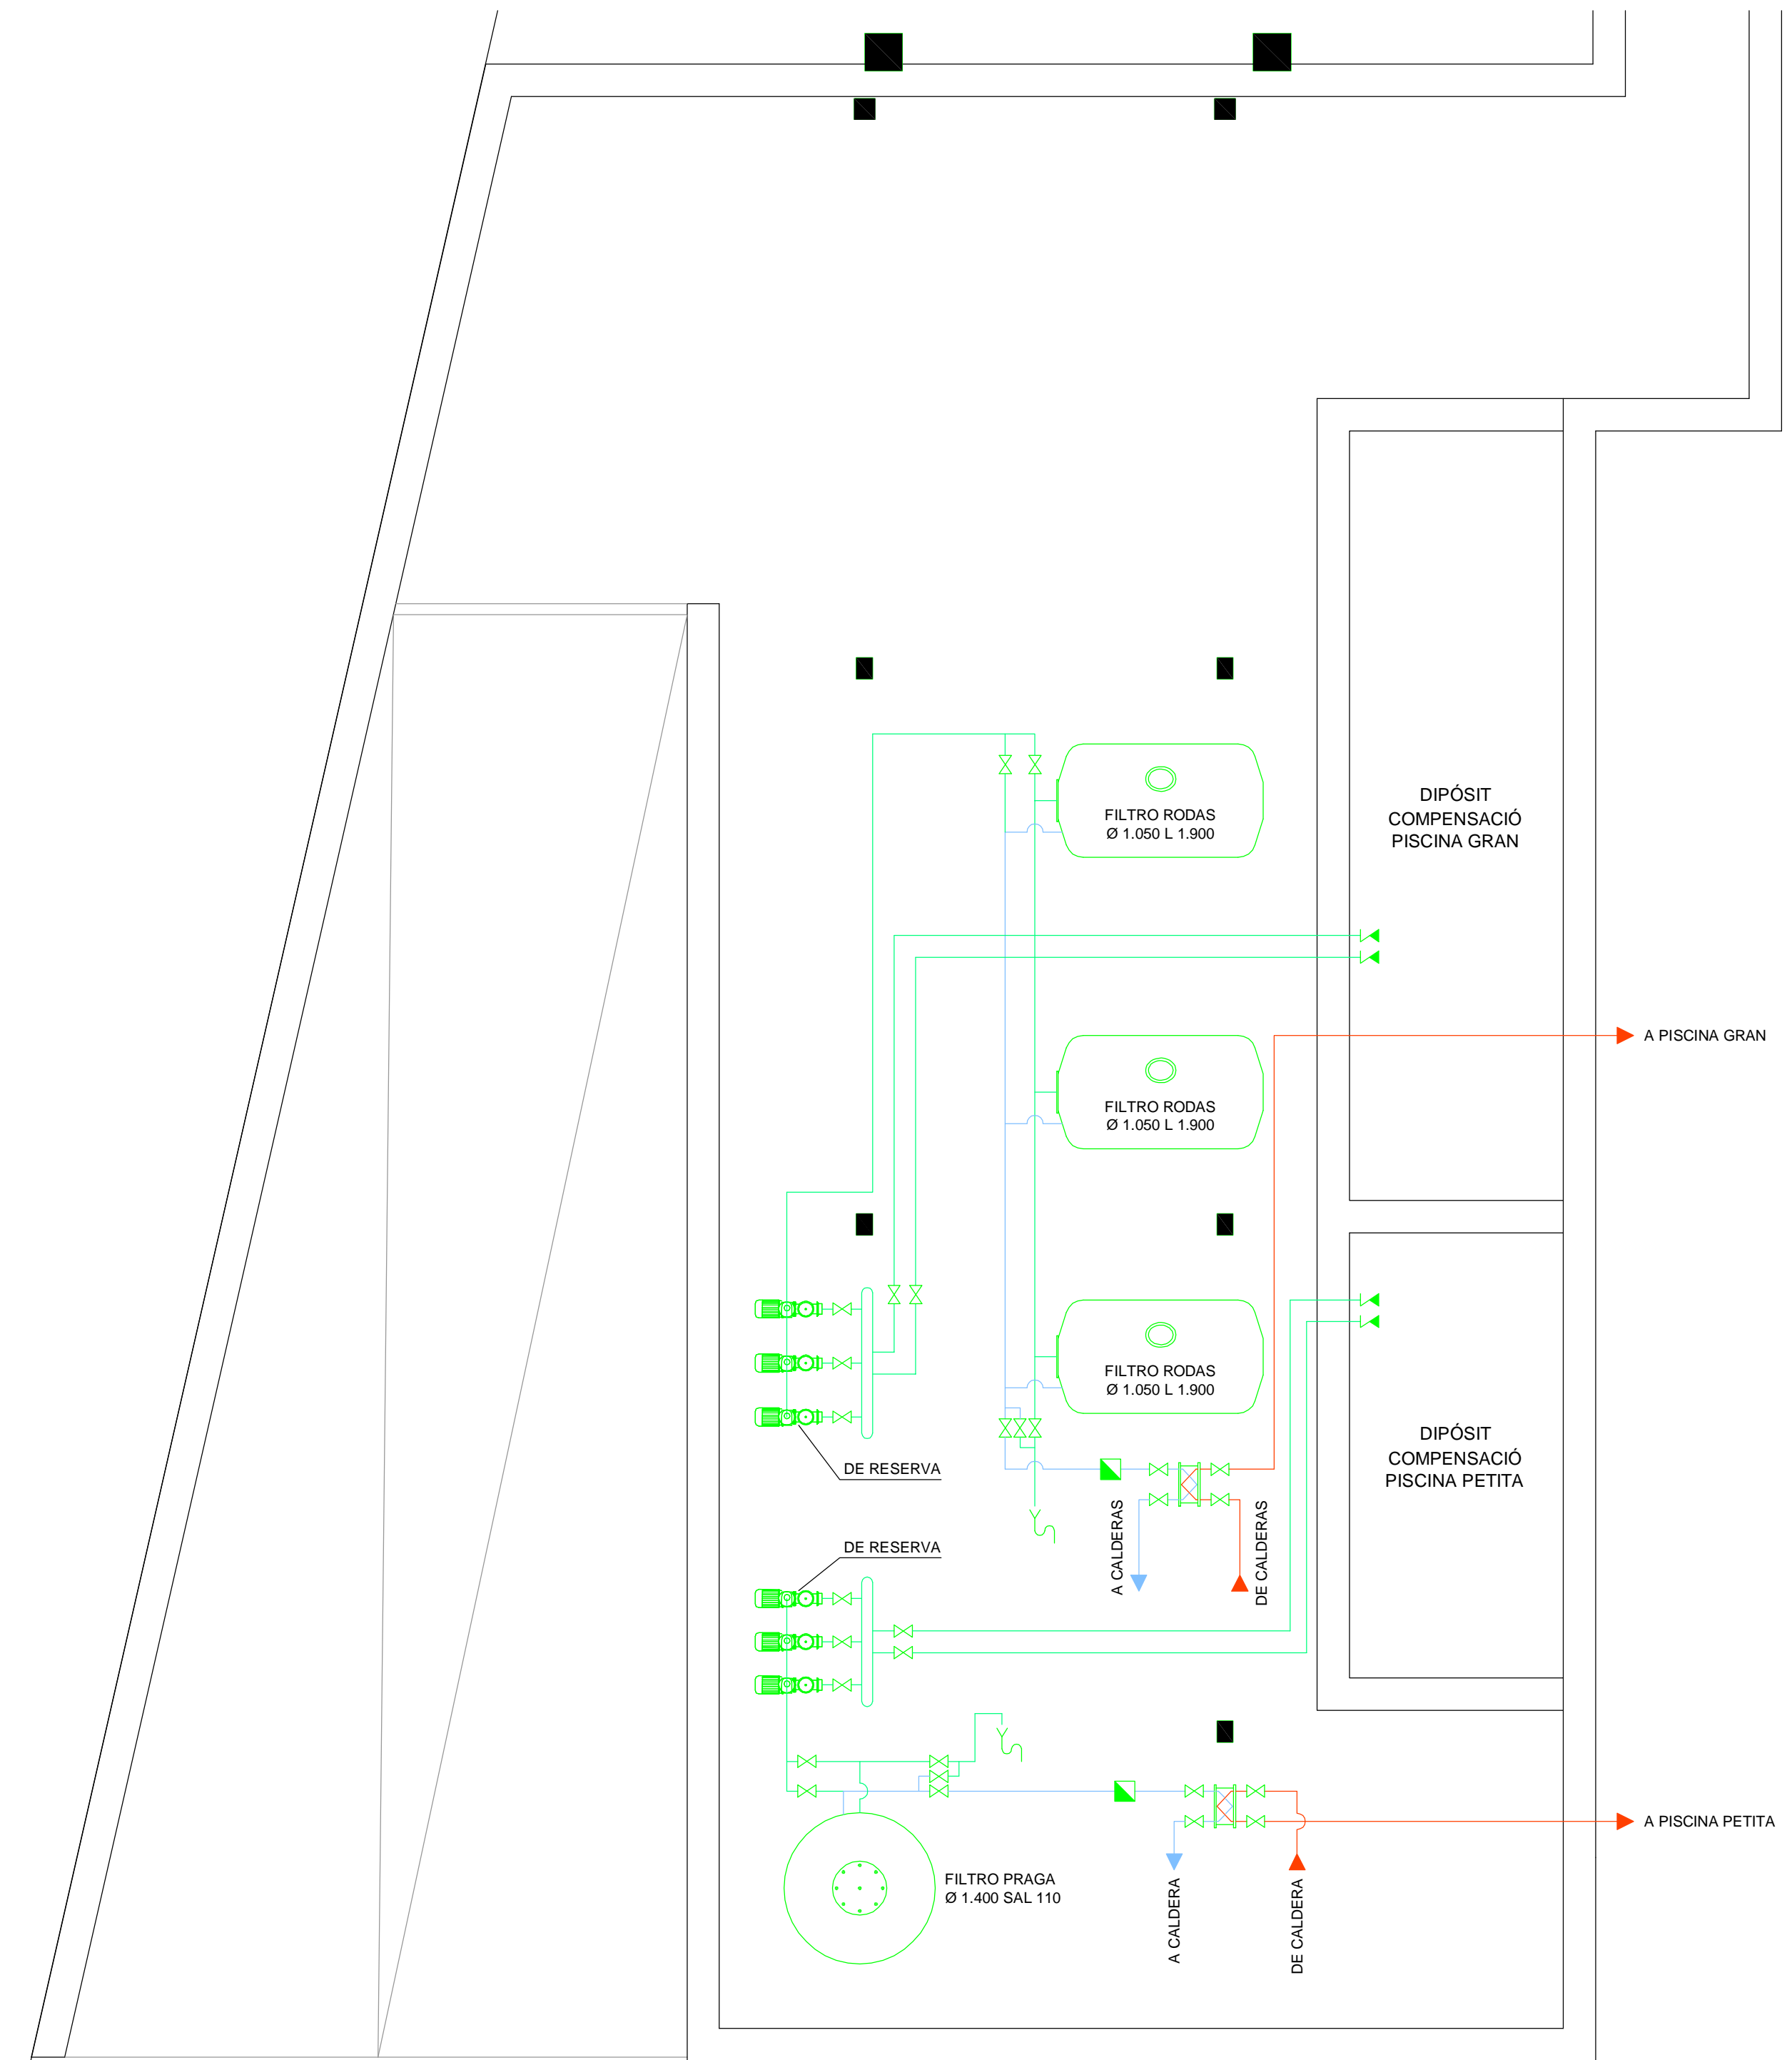 FILTRO RODAS
Ø 1.050 L 1.900
DIPÓSIT
COMPENSACIÓ
PISCINA GRAN
A PISCINA GRAN
FILTRO RODAS
Ø 1.050 L 1.900
FILTRO RODAS
Ø 1.050 L 1.900
DIPÓSIT
COMPENSACIÓ
PISCINA PETITA
DE RESERVA
A CALDERAS
DE CALDERAS
DE RESERVA
A PISCINA PETITA
FILTRO PRAGA
Ø 1.400 SAL 110
A CALDERA
DE CALDERA